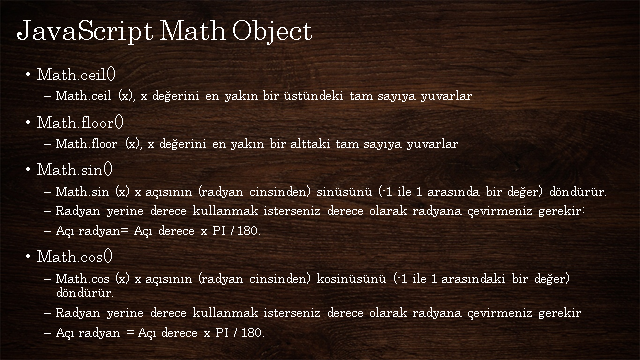 JavaScript Math Object
• Math.ceil()
– Math.ceil (x), x değerini en yakın bir üstündeki tam sayıya yuvarlar
• Math.floor()
– Math.floor (x), x değerini en yakın bir alttaki tam sayıya yuvarlar
• Math.sin()
– Math.sin (x) x açısının (radyan cinsinden) sinüsünü (-1 ile 1 arasında bir değer) döndürür.
– Radyan yerine derece kullanmak isterseniz derece olarak radyana çevirmeniz gerekir:
– Açı radyan= Açı derece x PI / 180.
• Math.cos()
– Math.cos (x) x açısının (radyan cinsinden) kosinüsünü (-1 ile 1 arasındaki bir değer)
döndürür.
– Radyan yerine derece kullanmak isterseniz derece olarak radyana çevirmeniz gerekir
– Açı radyan = Açı derece x PI / 180.